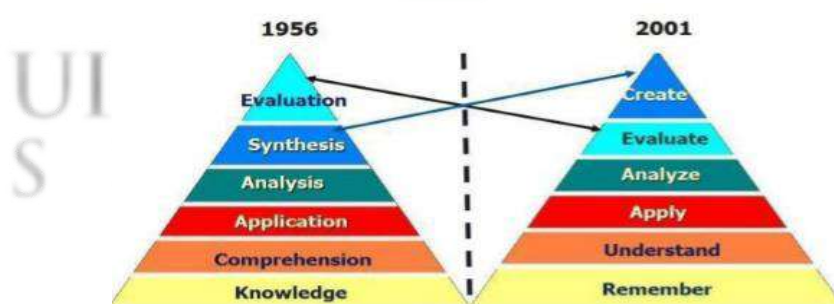 1956
2001
UI
S
Evaluation
Synthesis
Analysis
Application
Comprehension
Knowledge
Create
Evaluate
Analyze
Apply
Understand
Remember